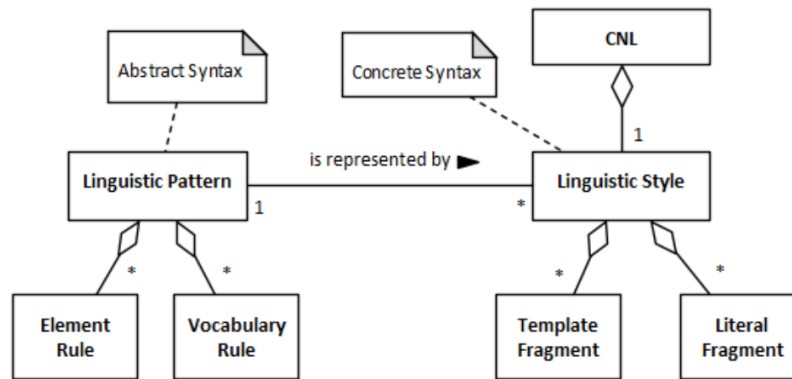 CNL
Abstract Syntax
Concrete Syntax
1
is represented by ►
Linguistic Pattern
Linguistic Style
1
*
*
*
*
*
Element
Rule
Vocabulary
Rule
Template
Fragment
Literal
Fragment